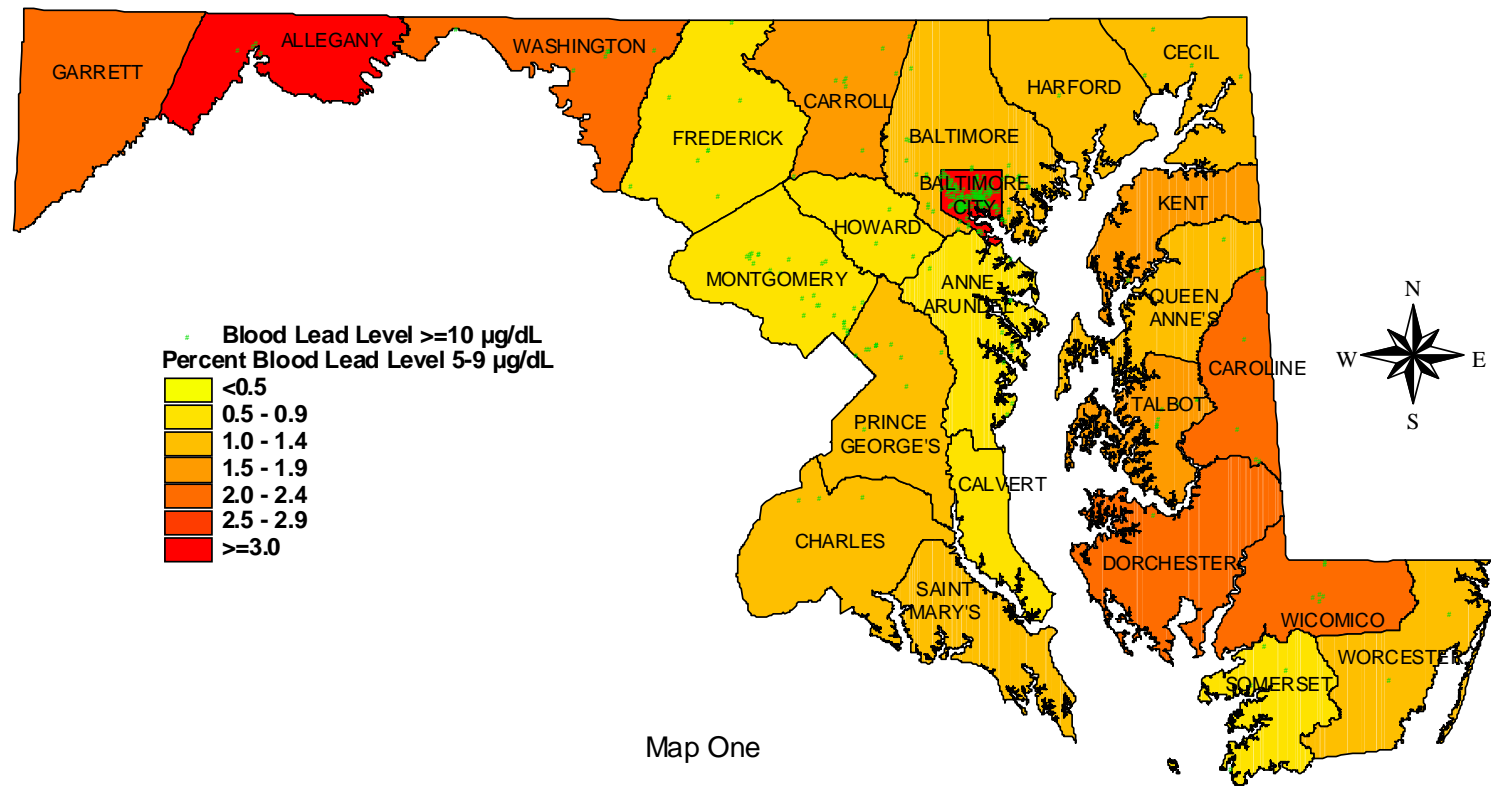 GARRETT
ALLEGANY
WASHINGTON
FREDERICK
CARROLL
BALTIMORE
HARFORD
CECIL
BALTIMORE
CITY
HOWARD
MONTGOMERY
ANNE
ARUNDEL
KENT
QUEEN
ANNE'S
CAROLINE
TALBOT
PRINCE
GEORGE'S
CALVERT
CHARLES
SAINT
MARY'S
DORCHESTER
WICOMICO
WORCESTER
SOMERSET
N
W
E
S
Blood Lead Level >=10 µg/dL
Percent Blood Lead Level 5-9 µg/dL
<0.5
0.5 - 0.9
1.0 - 1.4
1.5 - 1.9
2.0 - 2.4
2.5 - 2.9
>=3.0
Map One